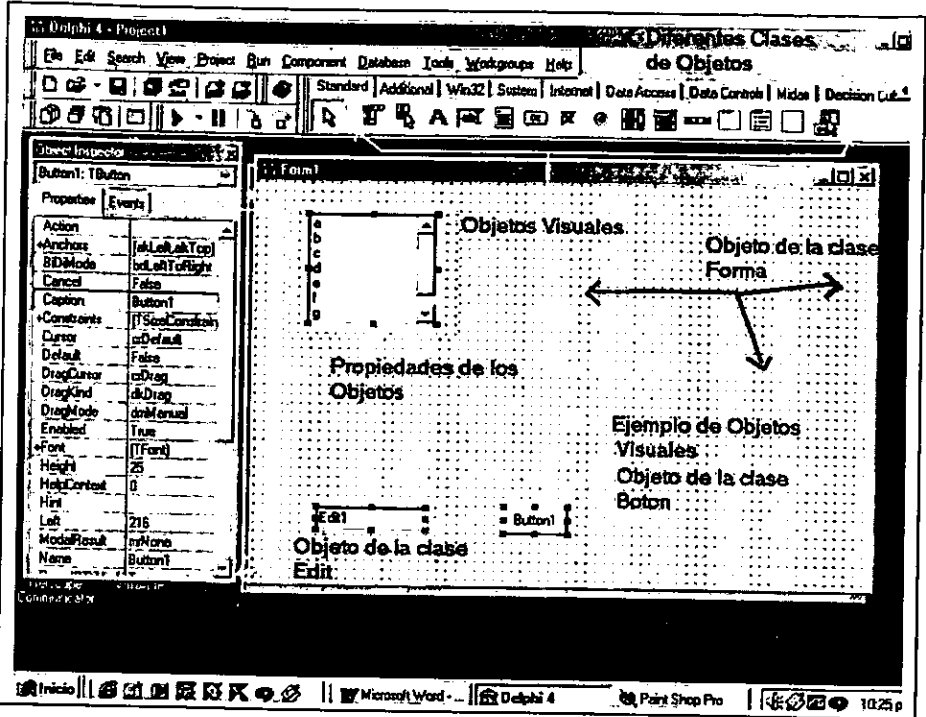 Delphi 4 - Project1
Diferentes Clases
de Objetos
File Edit Search View Project Run Component Database Tools Workgroups Help
Standard Additional Win32 System Internet Data Access Data Controls Midas Decision Cub
Object Inspector
Button1: TButton
Properties Events
Action
+Anchors [akLeft,akTop]
BiDiMode bdLeftToRight
Cancel False
Caption Button1
+Constraints (TSizeConstrain
Cursor crDefault
Default False
DragCursor crDrag
DragKind dkDrag
DragMode dmManual
Enabled True
+Font (TFont)
Height 25
HelpContext 0
Hint
Left 216
ModalResult mrNone
Name Button1
Form1
a
b
c
d
e
f
g
Objetos Visuales
Objeto de la clase
Forma
Propiedades de los
Objetos
Ejemplo de Objetos
Visuales
Objeto de la clase
Boton
Edit1
Button1
Objeto de la clase
Edit
Communicator
Inicio Microsoft Word - ... Delphi 4 Paint Shop Pro 10:25 p